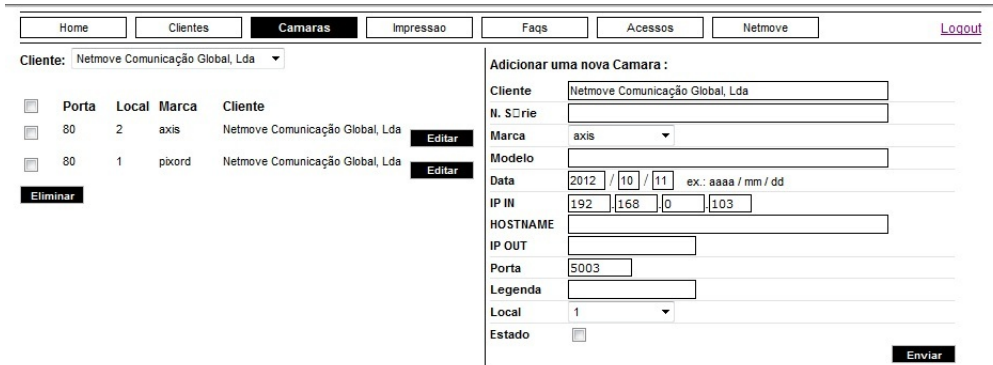 Home Clientes Camaras Impressao Faqs Acessos Netmove Logout
Cliente: Netmove Comunicação Global, Lda
Porta Local Marca Cliente
80 2 axis Netmove Comunicação Global, Lda Editar
80 1 pixord Netmove Comunicação Global, Lda Editar
Eliminar
Adicionar uma nova Camara :
Cliente Netmove Comunicação Global, Lda
N. S□rie
Marca axis
Modelo
Data 2012 / 10 / 11 ex.: aaaa / mm / dd
IP IN 192 .168 .0 .103
HOSTNAME
IP OUT
Porta 5003
Legenda
Local 1
Estado
Enviar